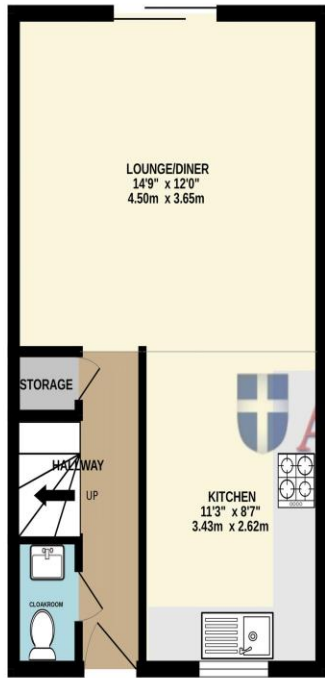 LOUNGE/DINER
14'9" x 12'0"
4.50m x 3.65m
STORAGE
HALLWAY
UP
KITCHEN
11'3" x 8'7"
3.43m x 2.62m
CLOAKROOM
A